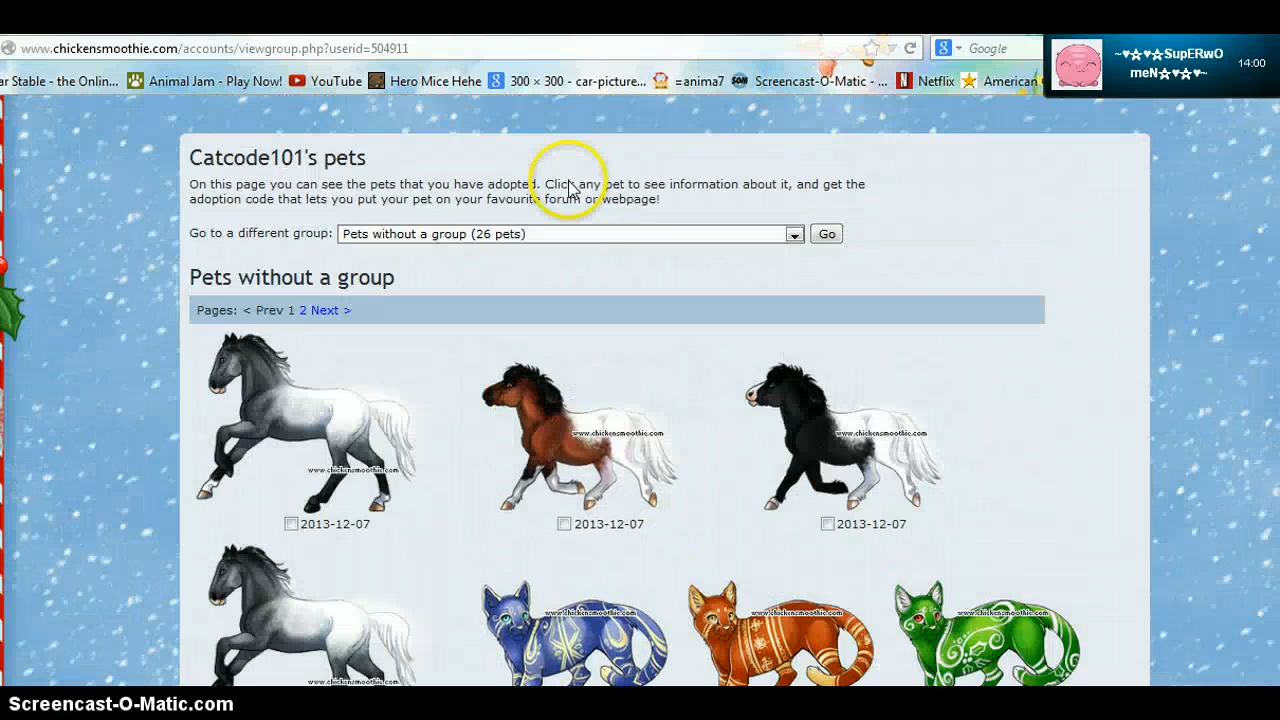 www.chickensmoothie.com/accounts/viewgroup.php?userid=504911
Google
~♥☆♥☆SupERwO
meN☆♥☆♥~
14:00
ar Stable - the Onlin...
Animal Jam - Play Now!
YouTube
Hero Mice Hehe
300 × 300 - car-picture...
=anima7
Screencast-O-Matic - ...
Netflix
American
Catcode101's pets
On this page you can see the pets that you have adopted. Click any pet to see information about it, and get the
adoption code that lets you put your pet on your favourite forum or webpage!
Go to a different group:
Pets without a group (26 pets)
Go
Pets without a group
Pages: < Prev 1 2 Next >
www.chickensmoothie.com
www.chickensmoothie.com
www.chickensmoothie.com
2013-12-07
2013-12-07
2013-12-07
www.chickensmoothie.com
www.chickensmoothie.com
www.chickensmoothie.com
www.chickensmoothie.com
Screencast-O-Matic.com